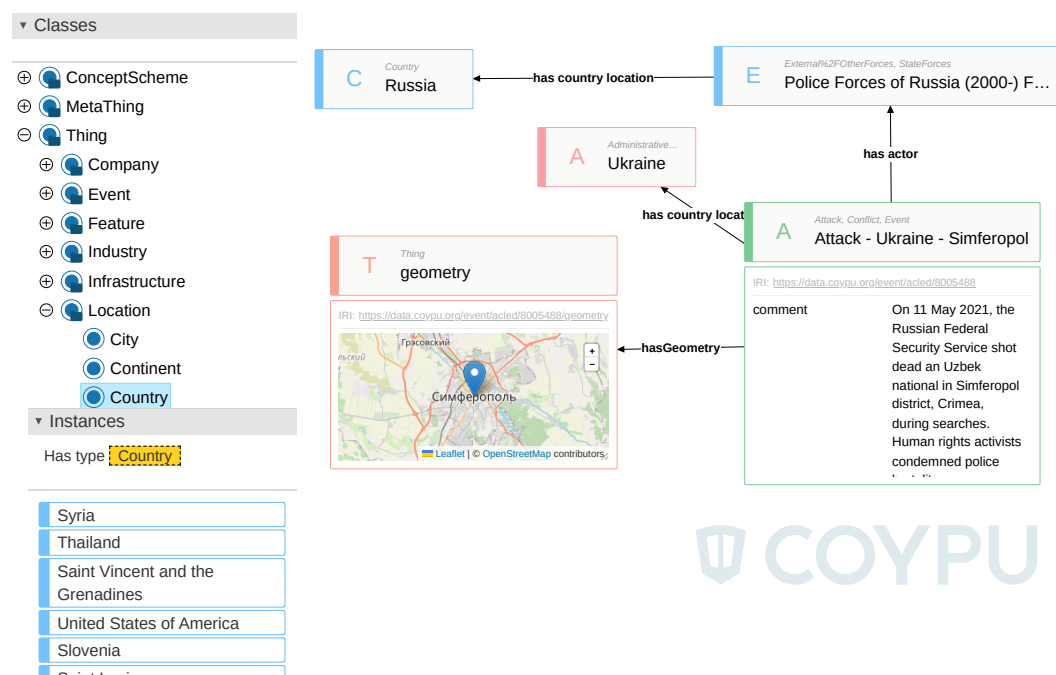 Classes
ConceptScheme
MetaThing
Thing
Company
Event
Feature
Industry
Infrastructure
Location
City
Continent
Country
Instances
Has type Country
Syria
Thailand
Saint Vincent and the
Grenadines
United States of America
Slovenia
C
Country
Russia
has country location
E
External%2FOtherForces, StateForces
Police Forces of Russia (2000-) F…
has actor
A
Administrative…
Ukraine
has country locat
A
Attack, Conflict, Event
Attack - Ukraine - Simferopol
IRI: https://data.coypu.org/event/acled/8005488
comment
On 11 May 2021, the
Russian Federal
Security Service shot
dead an Uzbek
national in Simferopol
district, Crimea,
during searches.
Human rights activists
condemned police
T
Thing
geometry
IRI: https://data.coypu.org/event/acled/8005488/geometry
hasGeometry
Грэсовский
льский
Симферополь
+
−
Leaflet | © OpenStreetMap contributors
COYPU